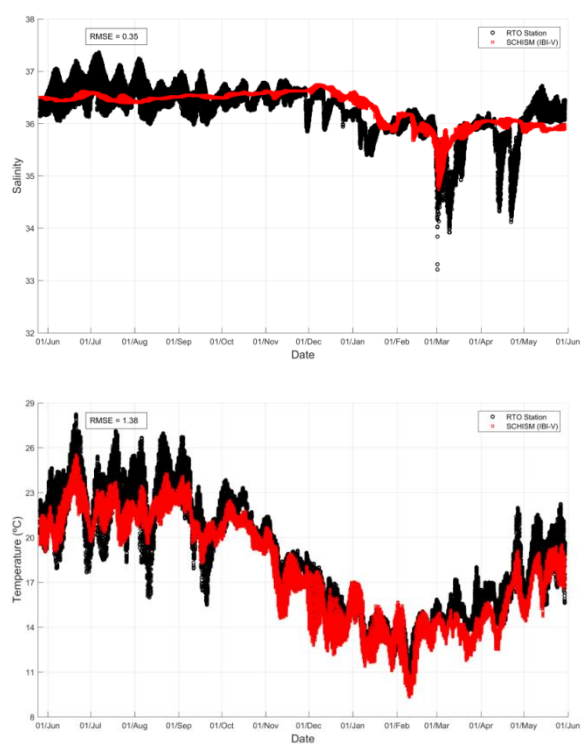 38
RMSE = 0.35
RTO Station
SCHISM (IBI-V)
37
36
35
34
33
32
Salinity
01/Jun 01/Jul 01/Aug 01/Sep 01/Oct 01/Nov 01/Dec 01/Jan 01/Feb 01/Mar 01/Apr 01/May 01/Jun
Date
29
RMSE = 1.38
RTO Station
SCHISM (IBI-V)
26
23
20
17
14
11
8
Temperature (ºC)
01/Jun 01/Jul 01/Aug 01/Sep 01/Oct 01/Nov 01/Dec 01/Jan 01/Feb 01/Mar 01/Apr 01/May 01/Jun
Date